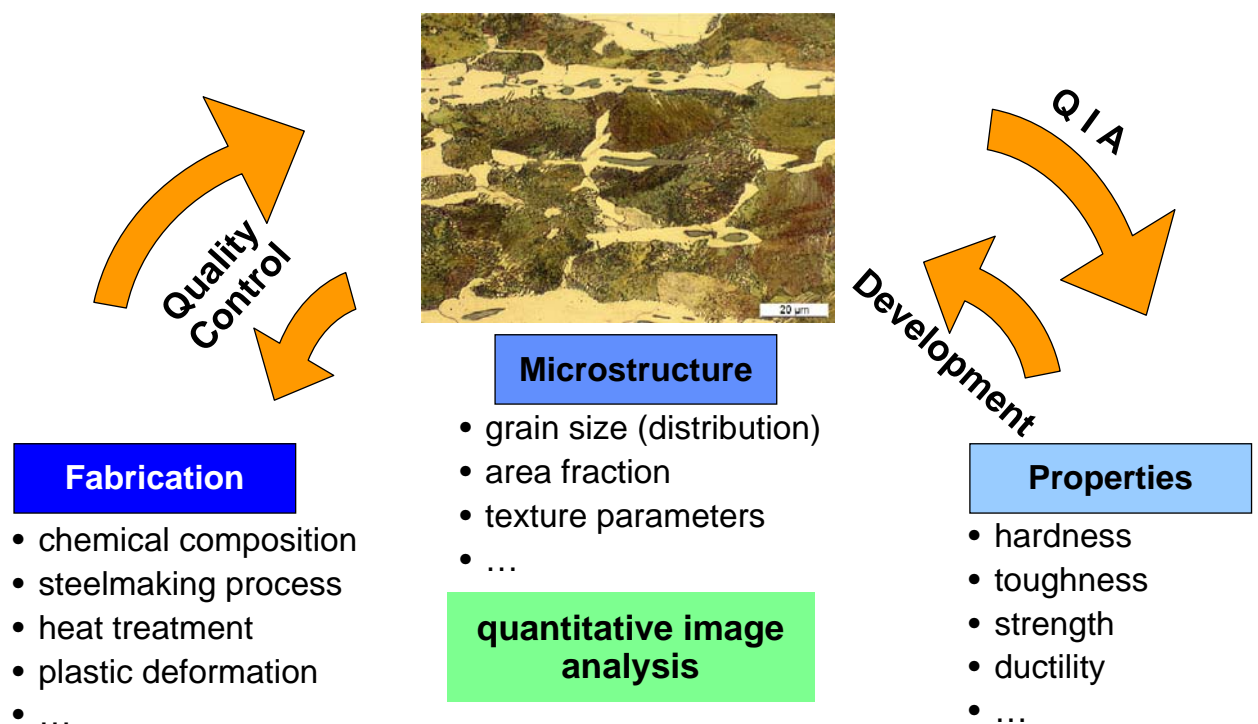 Quality
Control
20 µm
Q I A
Development
Microstructure
• grain size (distribution)
• area fraction
• texture parameters
• …
quantitative image
analysis
Fabrication
• chemical composition
• steelmaking process
• heat treatment
• plastic deformation
• …
Properties
• hardness
• toughness
• strength
• ductility
• …